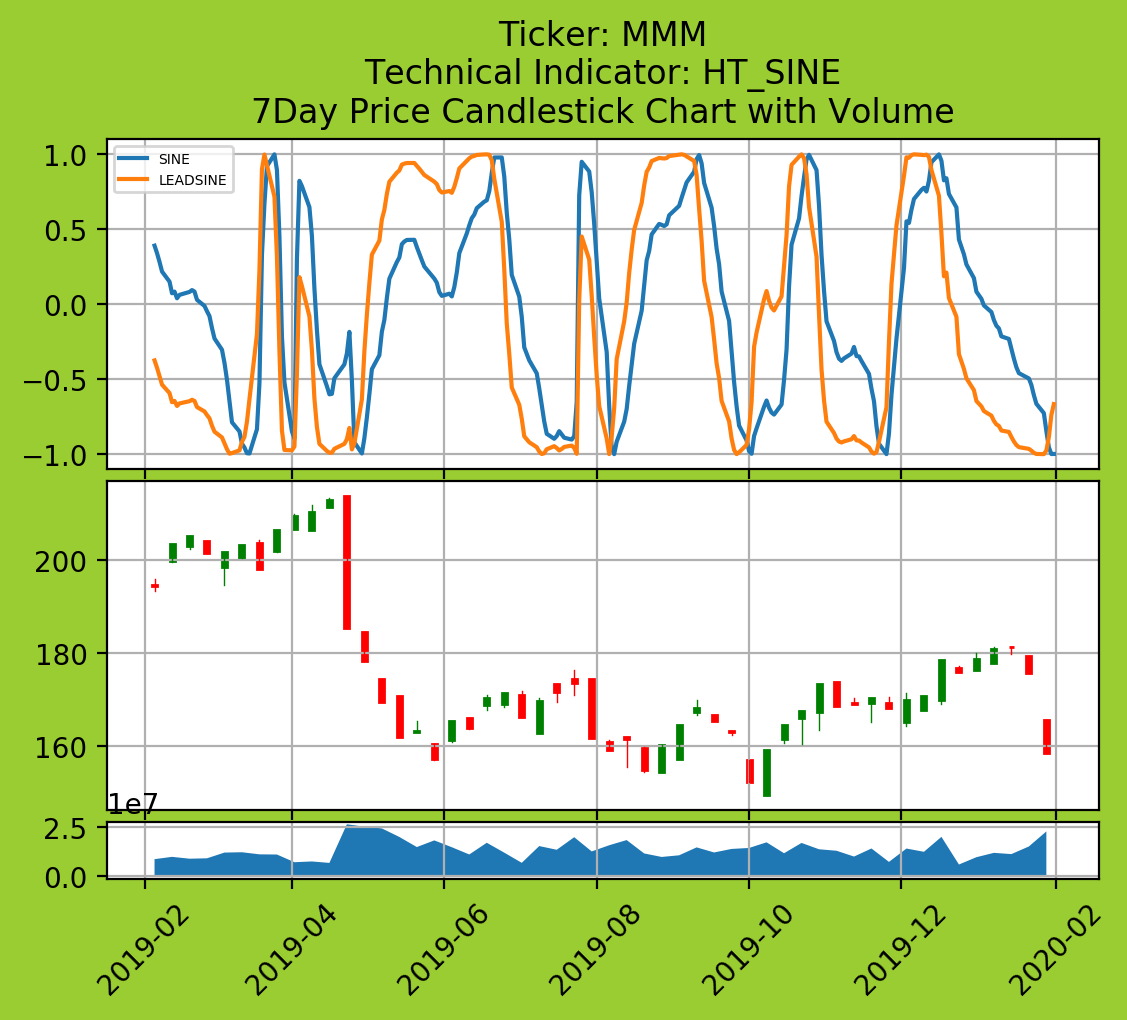 Ticker: MMM
Technical Indicator: HT_SINE
7Day Price Candlestick Chart with Volume
1.0
0.5
0.0
−0.5
−1.0
SINE
LEADSINE
200
180
160
1e7
2.5
0.0
2019-02
2019-04
2019-06
2019-08
2019-10
2019-12
2020-02